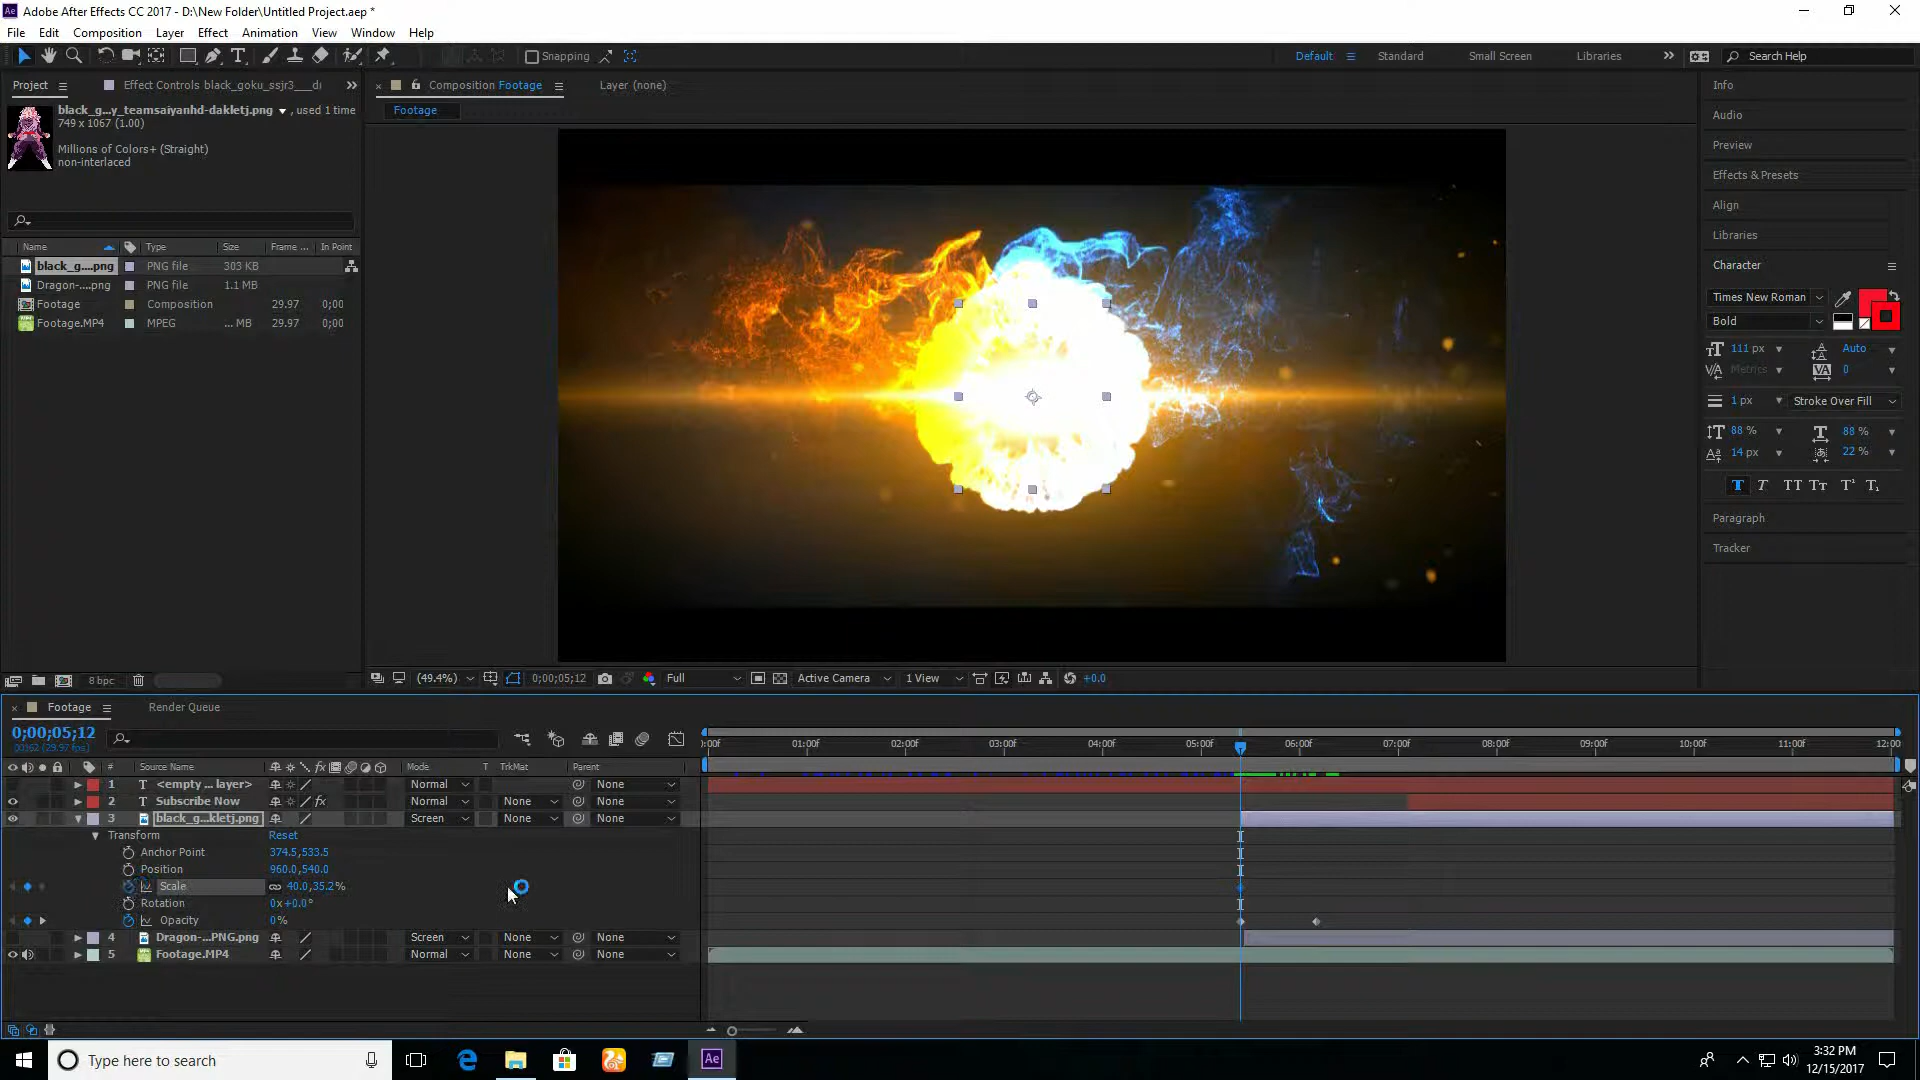 Ae Adobe After Effects CC 2017 - D:\New Folder\Untitled Project.aep *
File Edit Composition Layer Effect Animation View Window Help
Snapping Default Standard Small Screen Libraries Search Help
Project Effect Controls black_goku_ssjr3___di
black_g...y_teamsaiyanhd-dakletj.png , used 1 time
749 x 1067 (1.00)
Millions of Colors+ (Straight)
non-interlaced
Name Type Size Frame ... In Point
black_g....png PNG file 303 KB
Dragon-....png PNG file 1.1 MB
Footage Composition 29.97 0;00
Footage.MP4 MPEG ... MB 29.97 0;00
8 bpc
Composition Footage Layer (none)
Footage
(49.4%) 0;00;05;12 Full Active Camera 1 View +0.0
Info
Audio
Preview
Effects & Presets
Align
Libraries
Character
Times New Roman
Bold
111 px Auto
Metrics 0
1 px Stroke Over Fill
88 % 88 %
14 px 22 %
T T TT Tt T¹ T₁
Paragraph
Tracker
Footage Render Queue
0;00;05;12
00162 (29.97 fps)
:00f 01:00f 02:00f 03:00f 04:00f 05:00f 06:00f 07:00f 08:00f 09:00f 10:00f 11:00f 12:00
# Source Name Mode T TrkMat Parent
1 T <empty ... layer> Normal None
2 T Subscribe Now fx Normal None None
3 black_g...kletj.png Screen None None
Transform Reset
Anchor Point 374.5,533.5
Position 960.0,540.0
Scale 40.0,35.2%
Rotation 0x+0.0°
Opacity 0%
4 Dragon-...PNG.png Screen None None
5 Footage.MP4 Normal None None
Type here to search
Ae
3:32 PM
12/15/2017